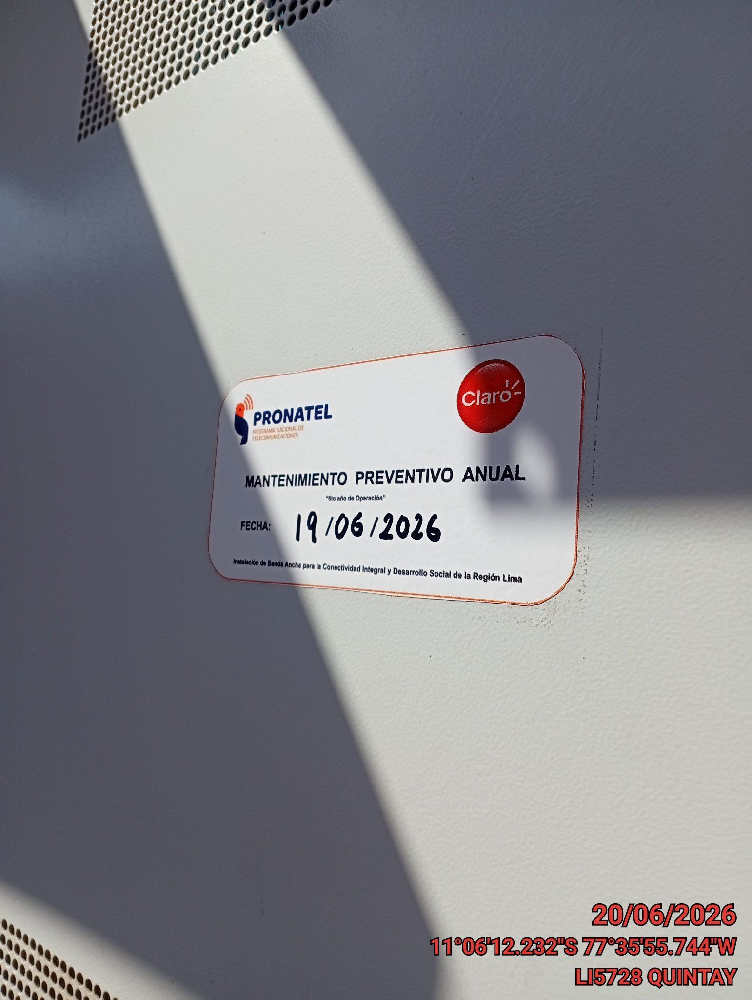 PRONATEL
PROGRAMA NACIONAL DE
TELECOMUNICACIONES
Claro
MANTENIMIENTO PREVENTIVO ANUAL
"6to año de Operación"
FECHA: 19/06/2026
Instalación de Banda Ancha para la Conectividad Integral y Desarrollo Social de la Región Lima
20/06/2026
11°06'12.232"S 77°35'55.744"W
LI5728 QUINTAY